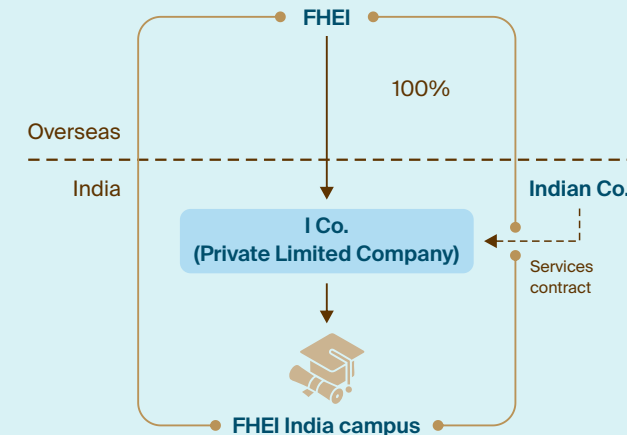 FHEI
100%
Overseas
India
Indian Co.
I Co.
(Private Limited Company)
Services
contract
FHEI India campus